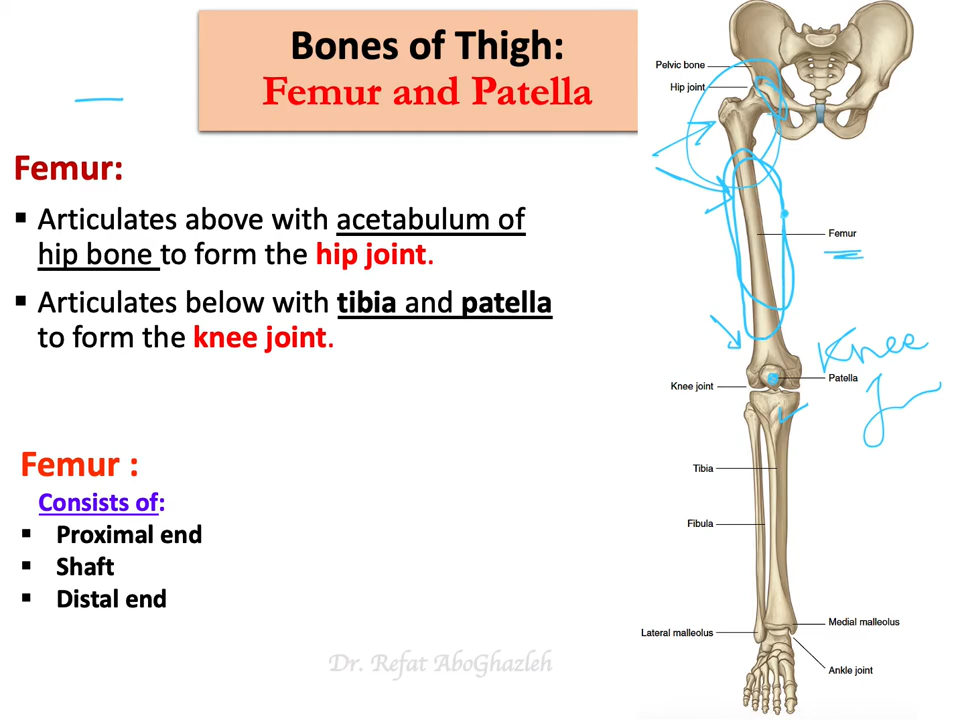 Bones of Thigh:
Femur and Patella
Femur:
▪ Articulates above with acetabulum of
hip bone to form the hip joint.
▪ Articulates below with tibia and patella
to form the knee joint.
Femur :
Consists of:
▪ Proximal end
▪ Shaft
▪ Distal end
Dr. Refat AboGhazleh
Pelvic bone
Hip joint
Femur
Knee
Patella
Knee joint
Tibia
Fibula
Medial malleolus
Lateral malleolus
Ankle joint